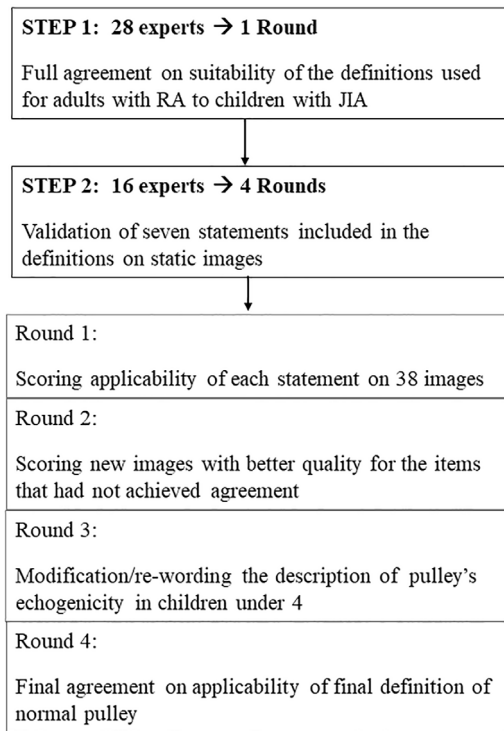 STEP 1: 28 experts → 1 Round
Full agreement on suitability of the definitions used
for adults with RA to children with JIA
STEP 2: 16 experts → 4 Rounds
Validation of seven statements included in the
definitions on static images
Round 1:
Scoring applicability of each statement on 38 images
Round 2:
Scoring new images with better quality for the items
that had not achieved agreement
Round 3:
Modification/re-wording the description of pulley's
echogenicity in children under 4
Round 4:
Final agreement on applicability of final definition of
normal pulley